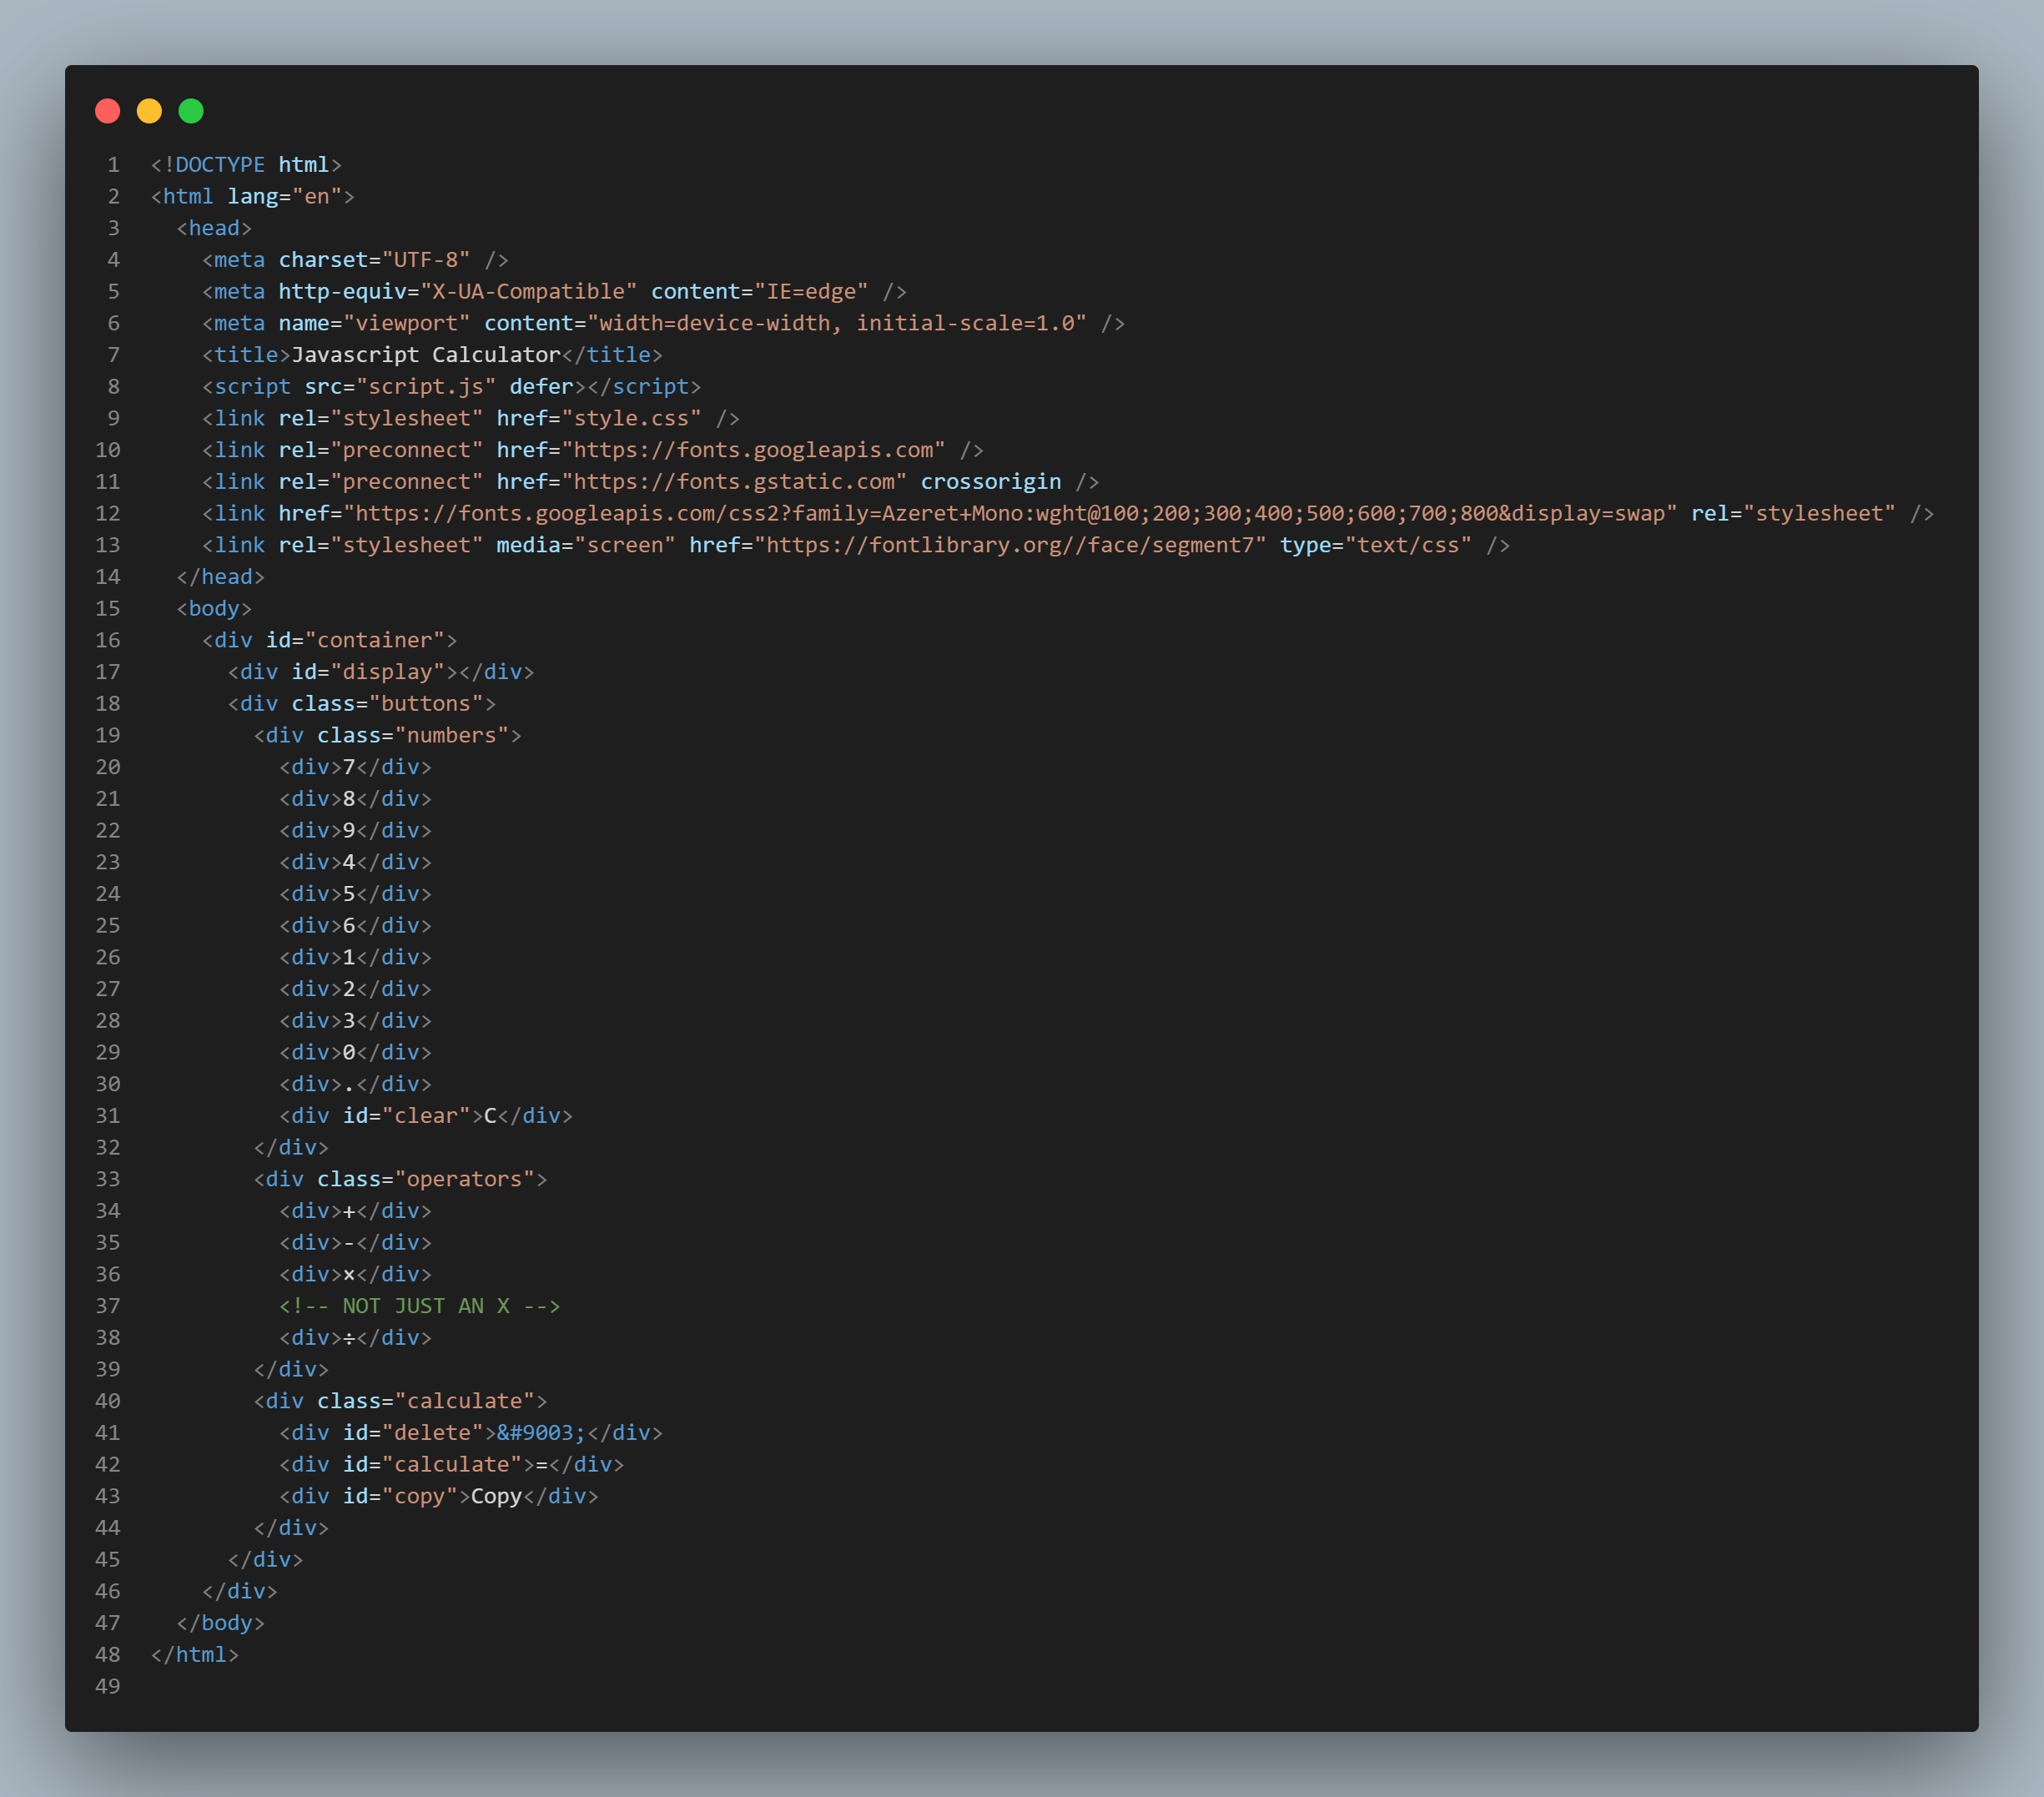 1 <!DOCTYPE html>
2 <html lang="en">
3   <head>
4     <meta charset="UTF-8" />
5     <meta http-equiv="X-UA-Compatible" content="IE=edge" />
6     <meta name="viewport" content="width=device-width, initial-scale=1.0" />
7     <title>Javascript Calculator</title>
8     <script src="script.js" defer></script>
9     <link rel="stylesheet" href="style.css" />
10     <link rel="preconnect" href="https://fonts.googleapis.com" />
11     <link rel="preconnect" href="https://fonts.gstatic.com" crossorigin />
12     <link href="https://fonts.googleapis.com/css2?family=Azeret+Mono:wght@100;200;300;400;500;600;700;800&display=swap" rel="stylesheet" />
13     <link rel="stylesheet" media="screen" href="https://fontlibrary.org//face/segment7" type="text/css" />
14   </head>
15   <body>
16     <div id="container">
17       <div id="display"></div>
18       <div class="buttons">
19         <div class="numbers">
20           <div>7</div>
21           <div>8</div>
22           <div>9</div>
23           <div>4</div>
24           <div>5</div>
25           <div>6</div>
26           <div>1</div>
27           <div>2</div>
28           <div>3</div>
29           <div>0</div>
30           <div>.</div>
31           <div id="clear">C</div>
32         </div>
33         <div class="operators">
34           <div>+</div>
35           <div>-</div>
36           <div>×</div>
37           <!-- NOT JUST AN X -->
38           <div>÷</div>
39         </div>
40         <div class="calculate">
41           <div id="delete">&#9003;</div>
42           <div id="calculate">=</div>
43           <div id="copy">Copy</div>
44         </div>
45       </div>
46     </div>
47   </body>
48 </html>
49